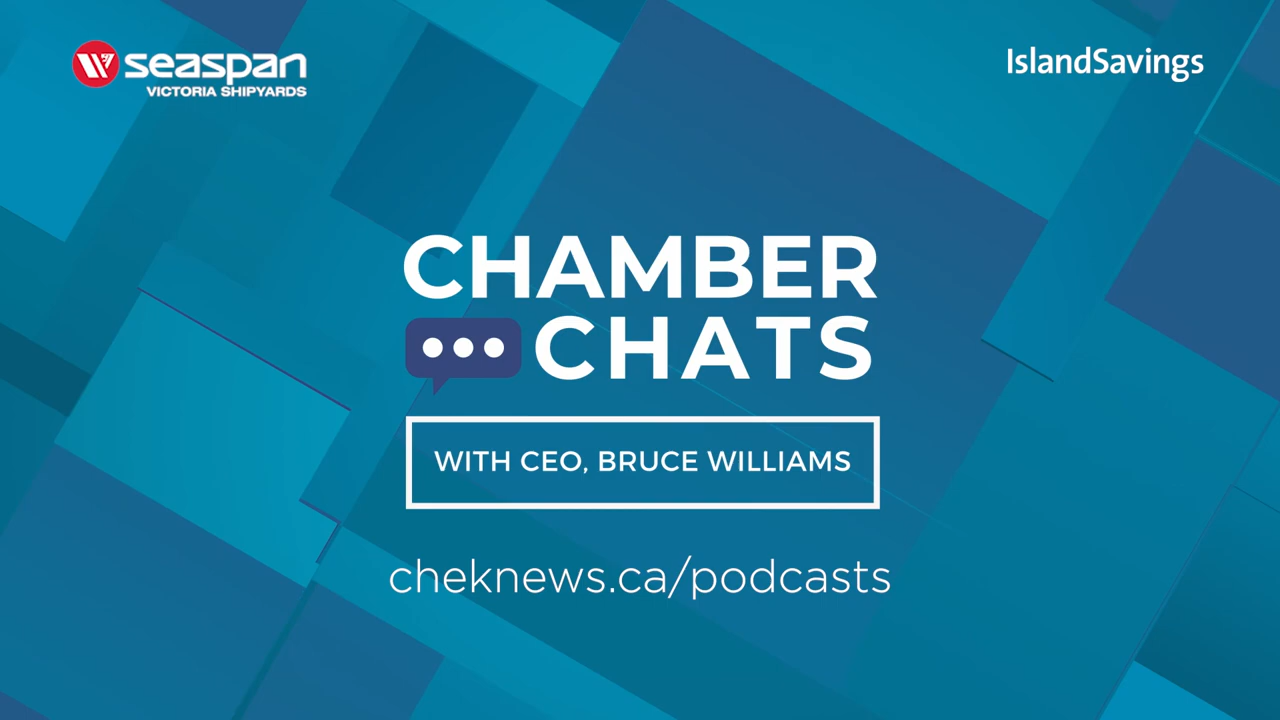 seaspan
VICTORIA SHIPYARDS
IslandSavings
CHAMBER
CHATS
WITH CEO, BRUCE WILLIAMS
cheknews.ca/podcasts